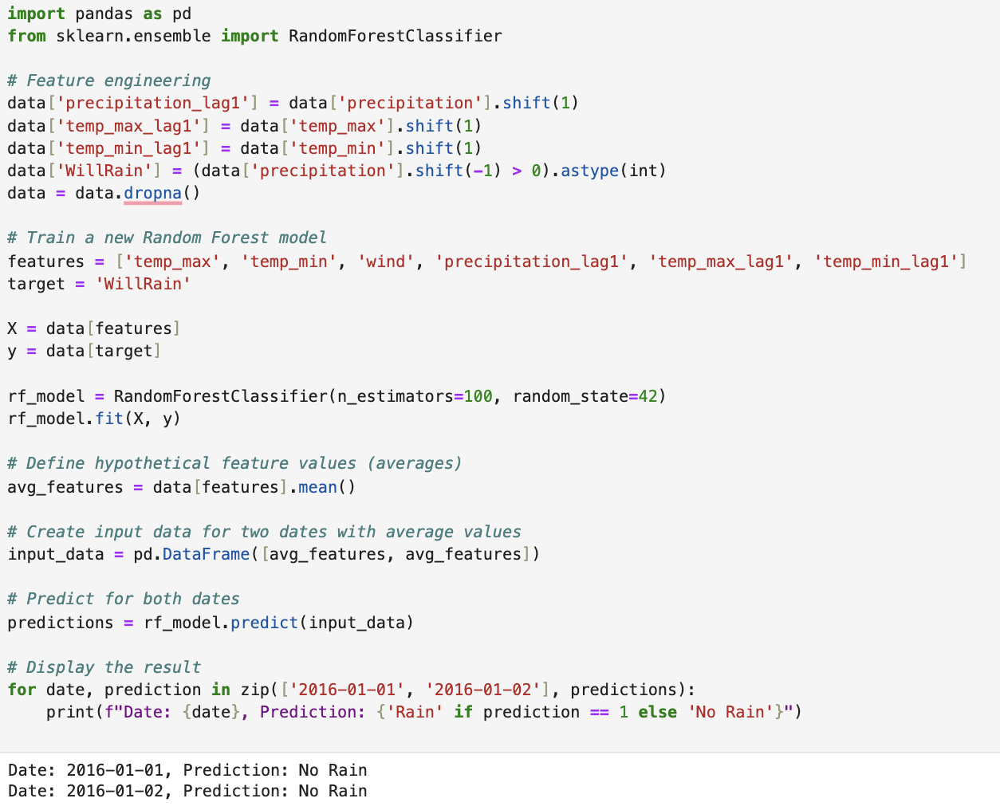 import pandas as pd
from sklearn.ensemble import RandomForestClassifier
# Feature engineering
data['precipitation_lag1'] = data['precipitation'].shift(1)
data['temp_max_lag1'] = data['temp_max'].shift(1)
data['temp_min_lag1'] = data['temp_min'].shift(1)
data['WillRain'] = (data['precipitation'].shift(-1) > 0).astype(int)
data = data.dropna()
# Train a new Random Forest model
features = ['temp_max', 'temp_min', 'wind', 'precipitation_lag1', 'temp_max_lag1', 'temp_min_lag1']
target = 'WillRain'
X = data[features]
y = data[target]
rf_model = RandomForestClassifier(n_estimators=100, random_state=42)
rf_model.fit(X, y)
# Define hypothetical feature values (averages)
avg_features = data[features].mean()
# Create input data for two dates with average values
input_data = pd.DataFrame([avg_features, avg_features])
# Predict for both dates
predictions = rf_model.predict(input_data)
# Display the result
for date, prediction in zip(['2016-01-01', '2016-01-02'], predictions):
    print(f"Date: {date}, Prediction: {'Rain' if prediction == 1 else 'No Rain'}")
Date: 2016-01-01, Prediction: No Rain
Date: 2016-01-02, Prediction: No Rain